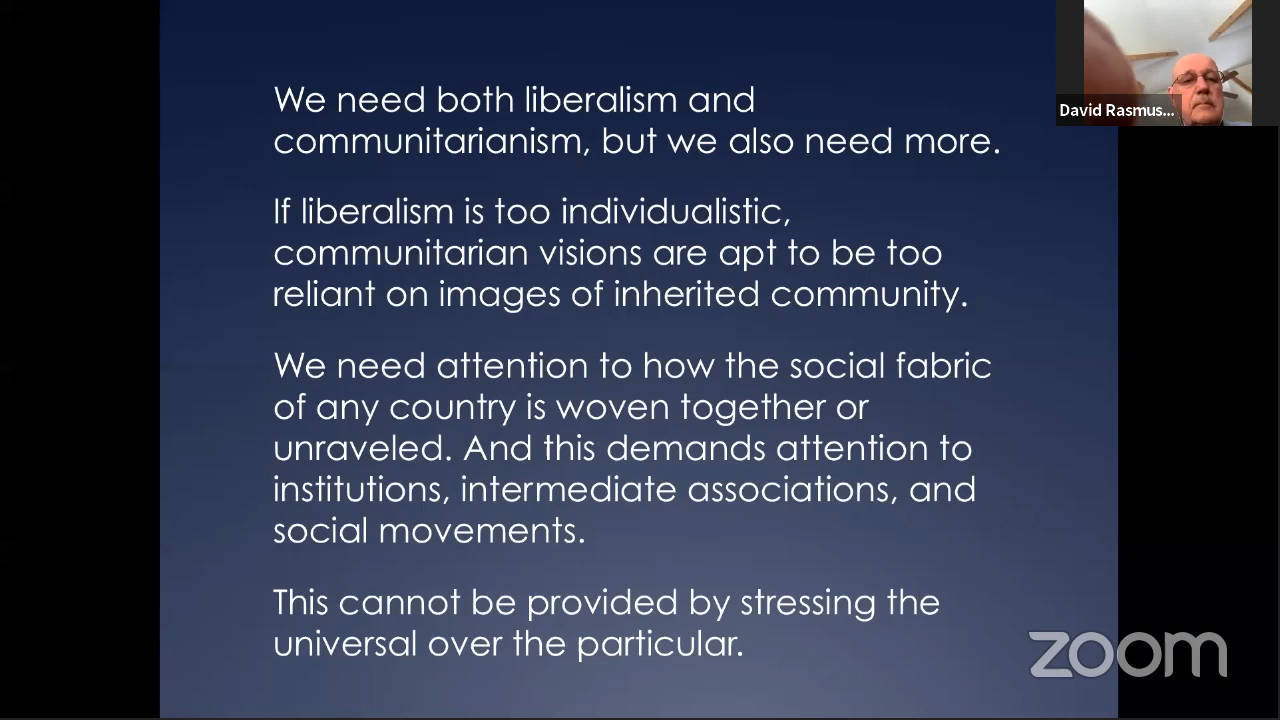 We need both liberalism and
communitarianism, but we also need more.
If liberalism is too individualistic,
communitarian visions are apt to be too
reliant on images of inherited community.
We need attention to how the social fabric
of any country is woven together or
unraveled. And this demands attention to
institutions, intermediate associations, and
social movements.
This cannot be provided by stressing the
universal over the particular.
David Rasmus...
zoom